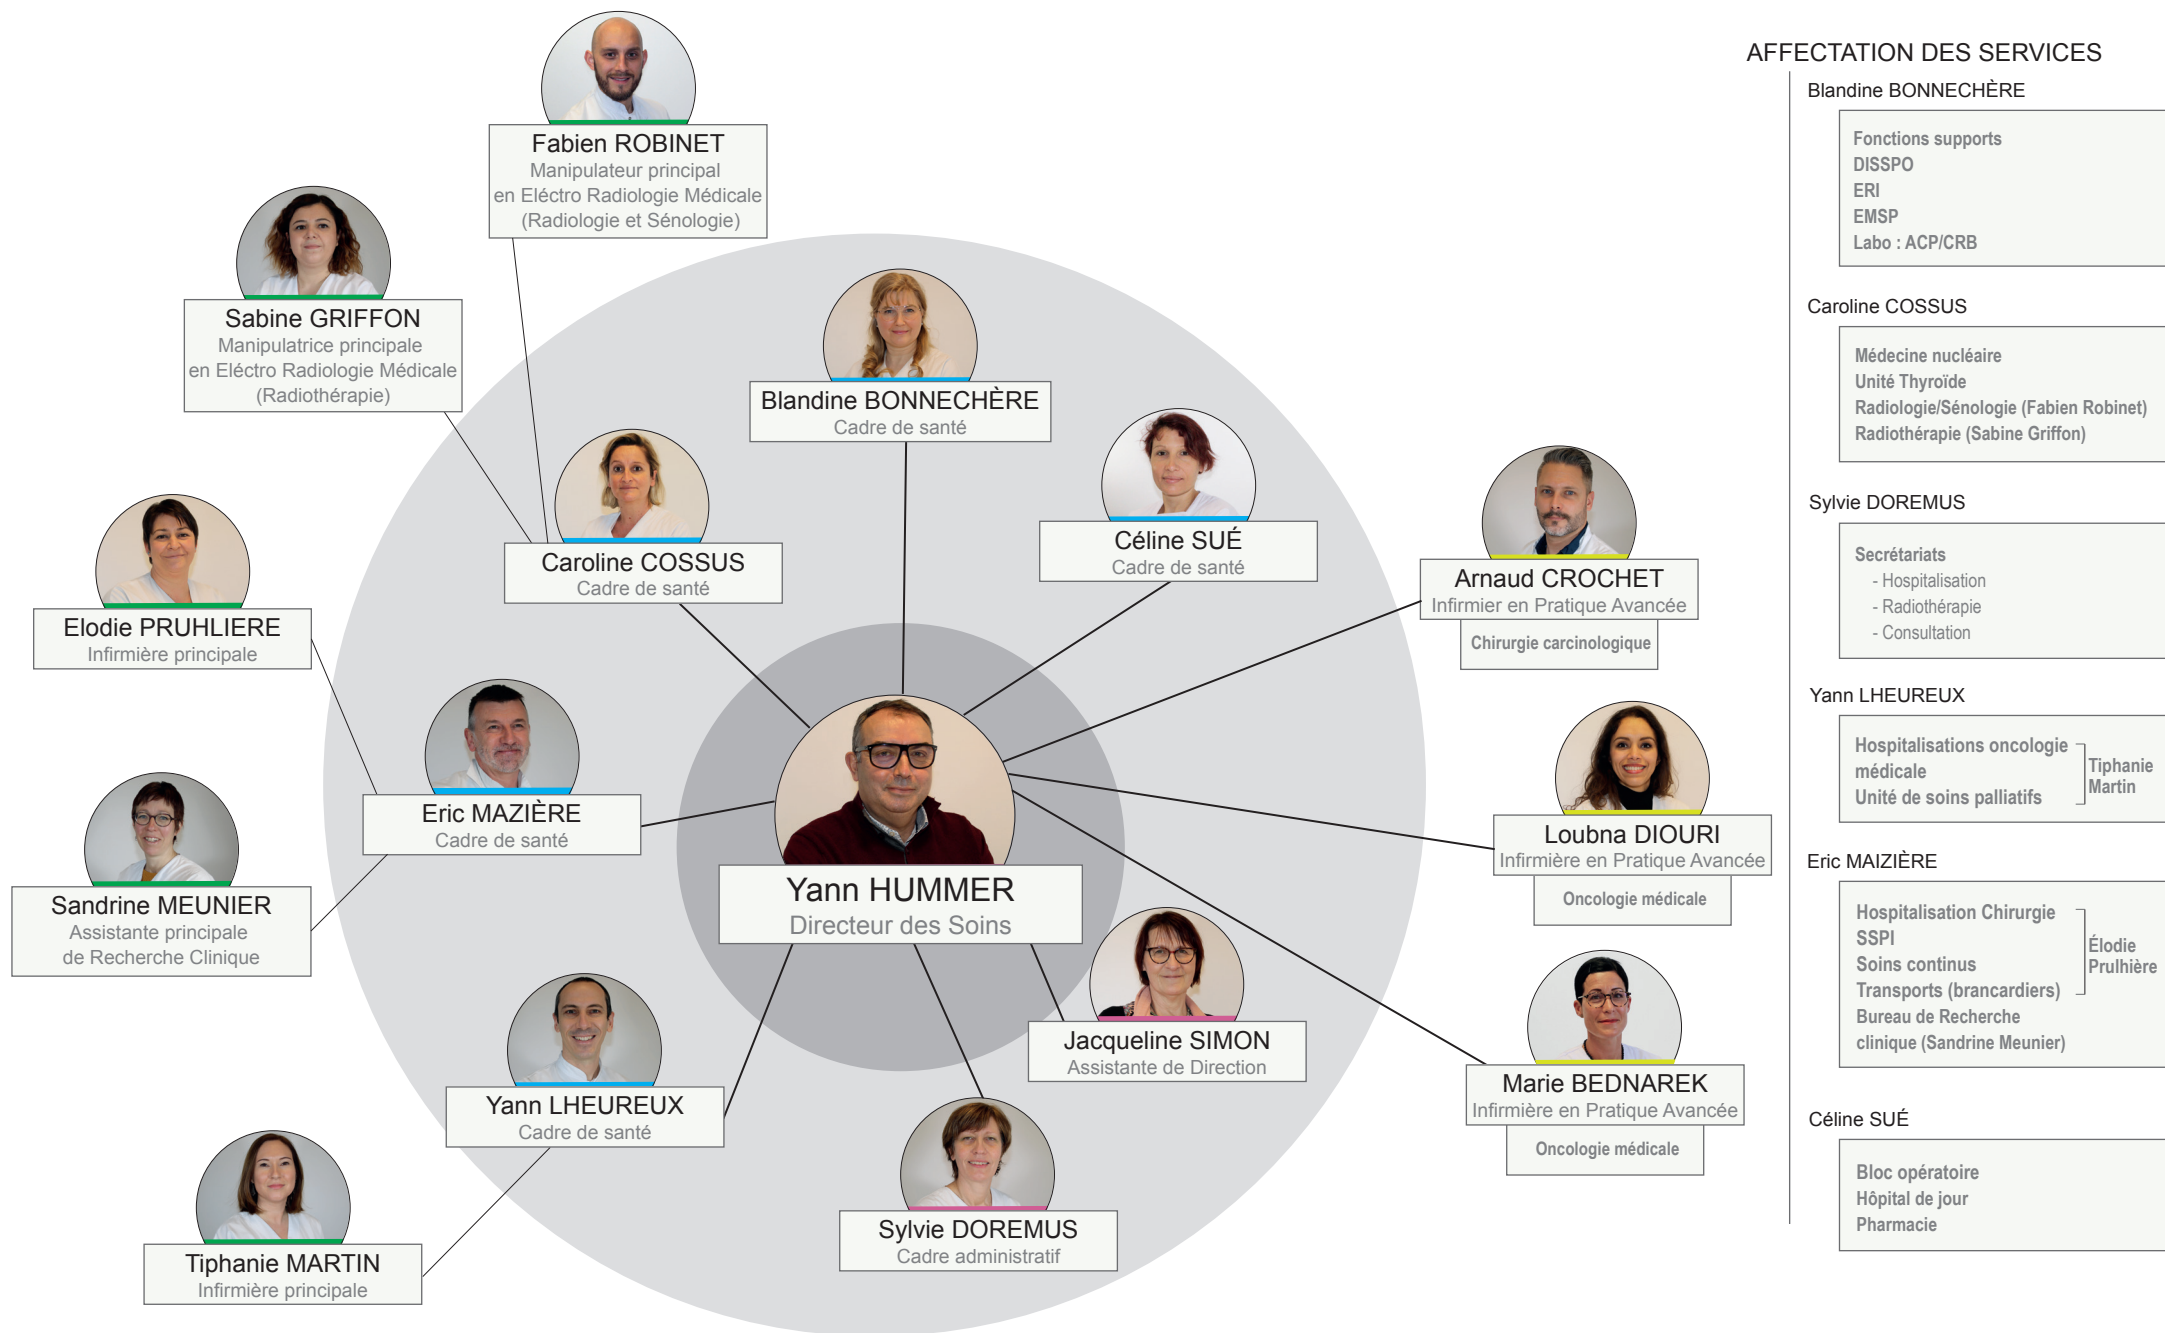 Fabien ROBINET
Manipulateur principal
en Eléctro Radiologie Médicale
(Radiologie et Sénologie)
Sabine GRIFFON
Manipulatrice principale
en Eléctro Radiologie Médicale
(Radiothérapie)
Blandine BONNECHÈRE
Cadre de santé
Caroline COSSUS
Cadre de santé
Céline SUÉ
Cadre de santé
Arnaud CROCHET
Infirmier en Pratique Avancée
Chirurgie carcinologique
Elodie PRUHLIERE
Infirmière principale
Eric MAZIÈRE
Cadre de santé
Loubna DIOURI
Infirmière en Pratique Avancée
Oncologie médicale
Sandrine MEUNIER
Assistante principale
de Recherche Clinique
Yann HUMMER
Directeur des Soins
Jacqueline SIMON
Assistante de Direction
Marie BEDNAREK
Infirmière en Pratique Avancée
Oncologie médicale
Yann LHEUREUX
Cadre de santé
Sylvie DOREMUS
Cadre administratif
Tiphanie MARTIN
Infirmière principale
AFFECTATION DES SERVICES
Blandine BONNECHÈRE
Fonctions supports
DISSPO
ERI
EMSP
Labo : ACP/CRB
Caroline COSSUS
Médecine nucléaire
Unité Thyroïde
Radiologie/Sénologie (Fabien Robinet)
Radiothérapie (Sabine Griffon)
Sylvie DOREMUS
Secrétariats
- Hospitalisation
- Radiothérapie
- Consultation
Yann LHEUREUX
Hospitalisations oncologie
médicale
Unité de soins palliatifs
Tiphanie
Martin
Eric MAIZIÈRE
Hospitalisation Chirurgie
SSPI
Soins continus
Transports (brancardiers)
Élodie
Prulhière
Bureau de Recherche
clinique (Sandrine Meunier)
Céline SUÉ
Bloc opératoire
Hôpital de jour
Pharmacie